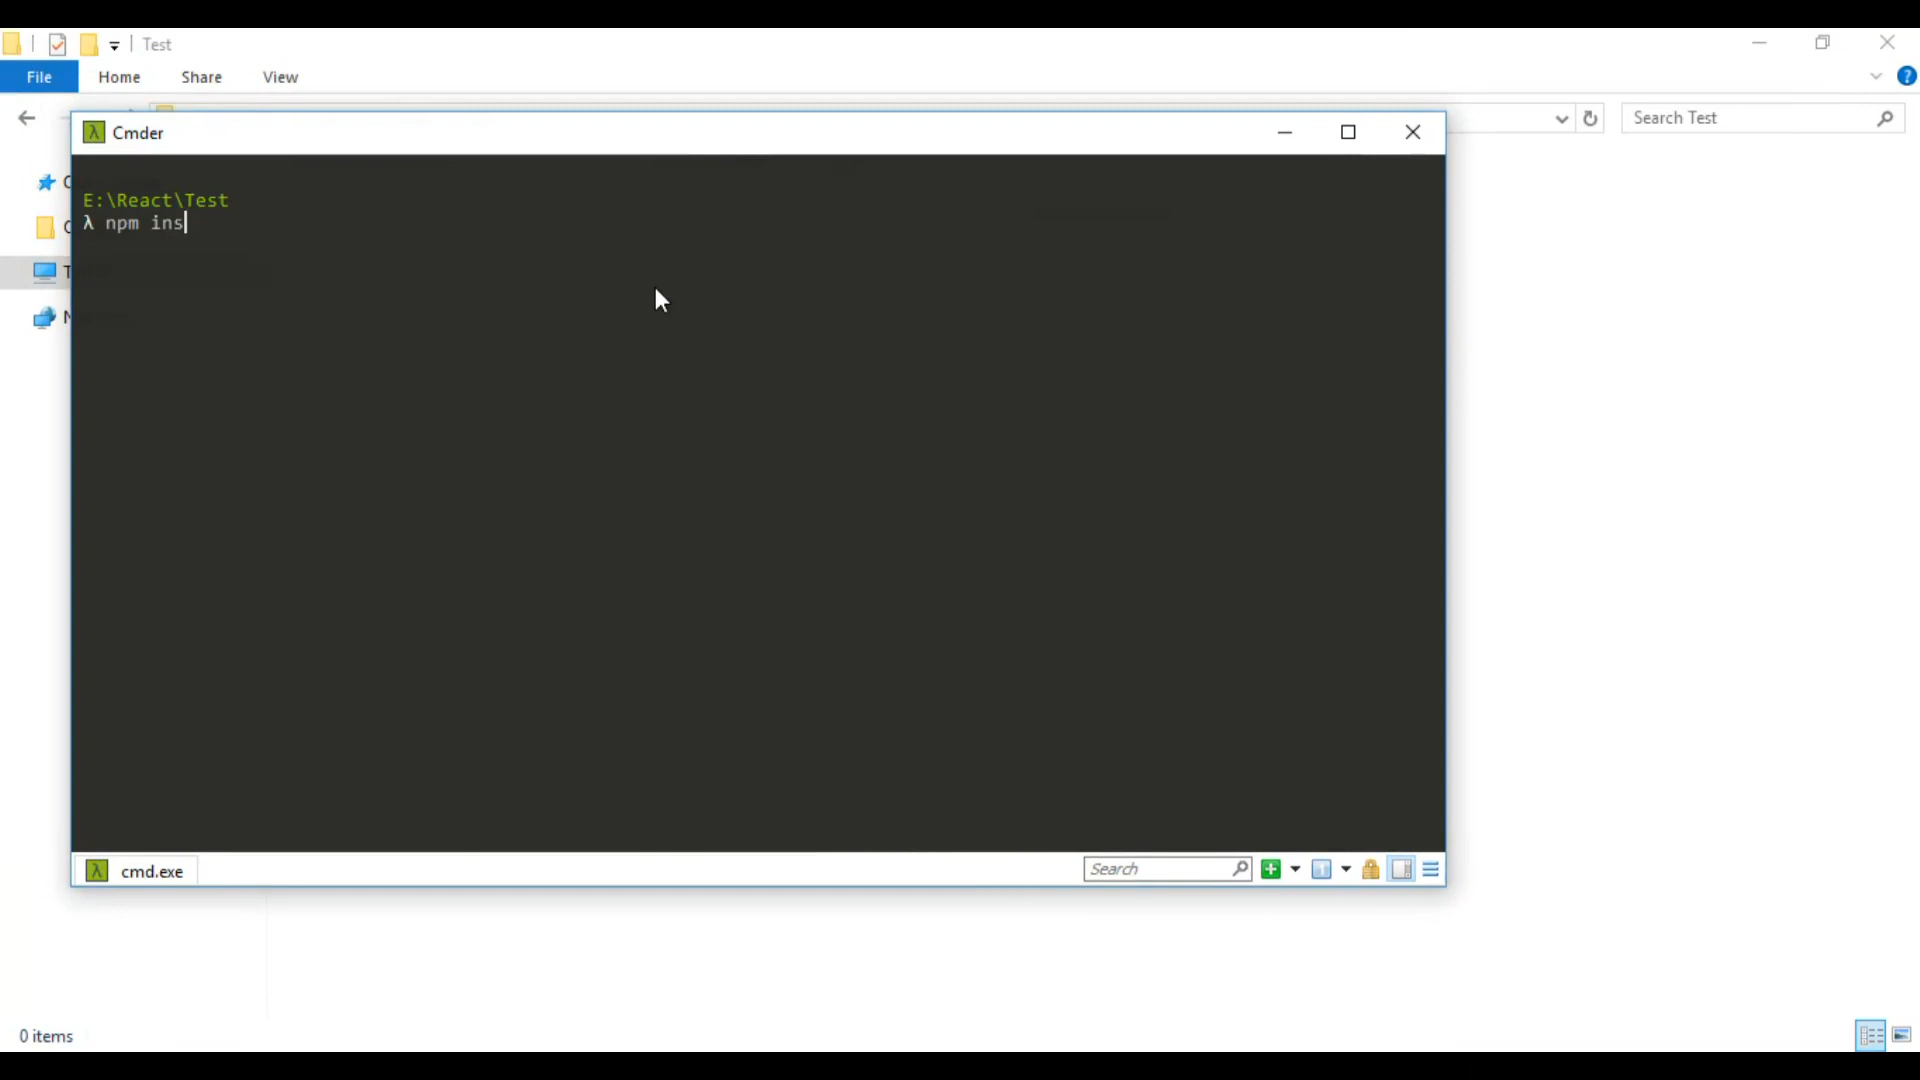 Test
File Home Share View
Search Test
Cmder
E:\React\Test
λ npm ins
cmd.exe
Search
0 items